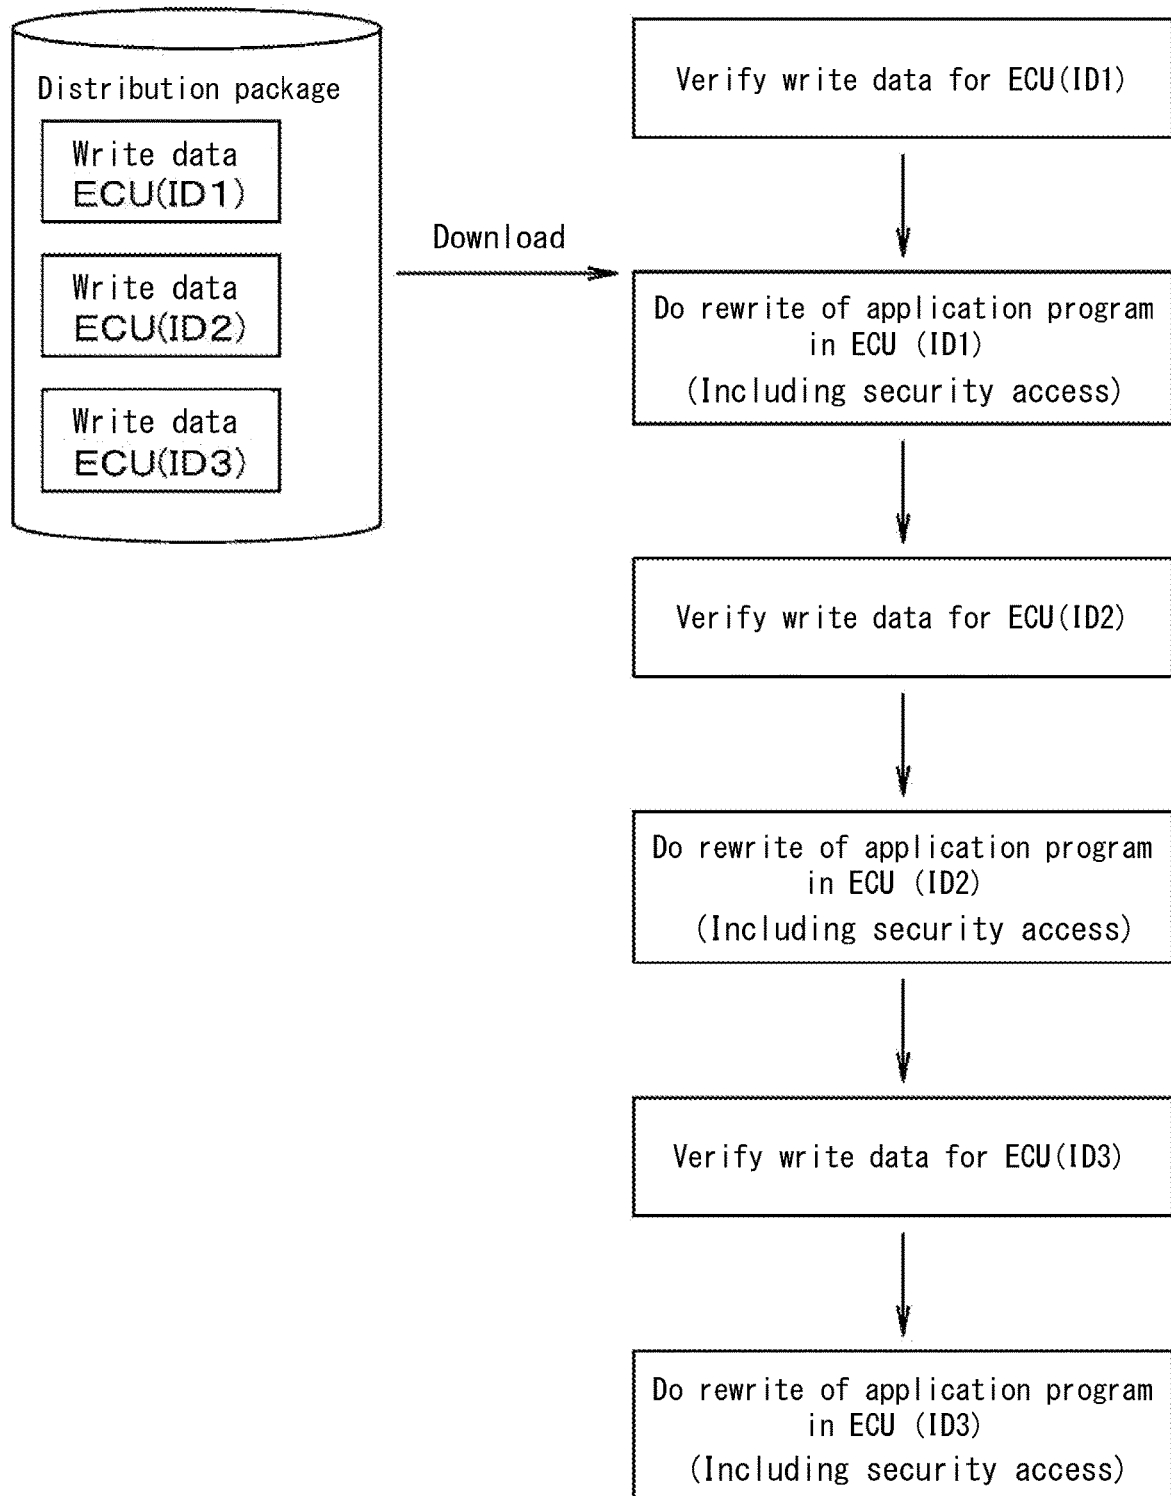 Distribution package
Write data
ECU(ID1)
Write data
ECU(ID2)
Write data
ECU(ID3)
Download
Verify write data for ECU(ID1)
Do rewrite of application program
in ECU (ID1)
(Including security access)
Verify write data for ECU(ID2)
Do rewrite of application program
in ECU (ID2)
(Including security access)
Verify write data for ECU(ID3)
Do rewrite of application program
in ECU (ID3)
(Including security access)